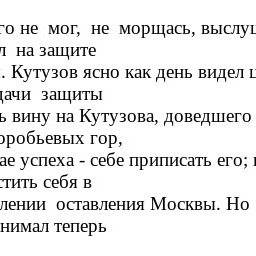 го не мог, не морщась, выслу
л на защите
. Кутузов ясно как день видел ц
дачи защиты
ь вину на Кутузова, доведшего
оробьевых гор,
ае успеха - себе приписать его;
стить себя в
лении оставления Москвы. Но
нимал теперь